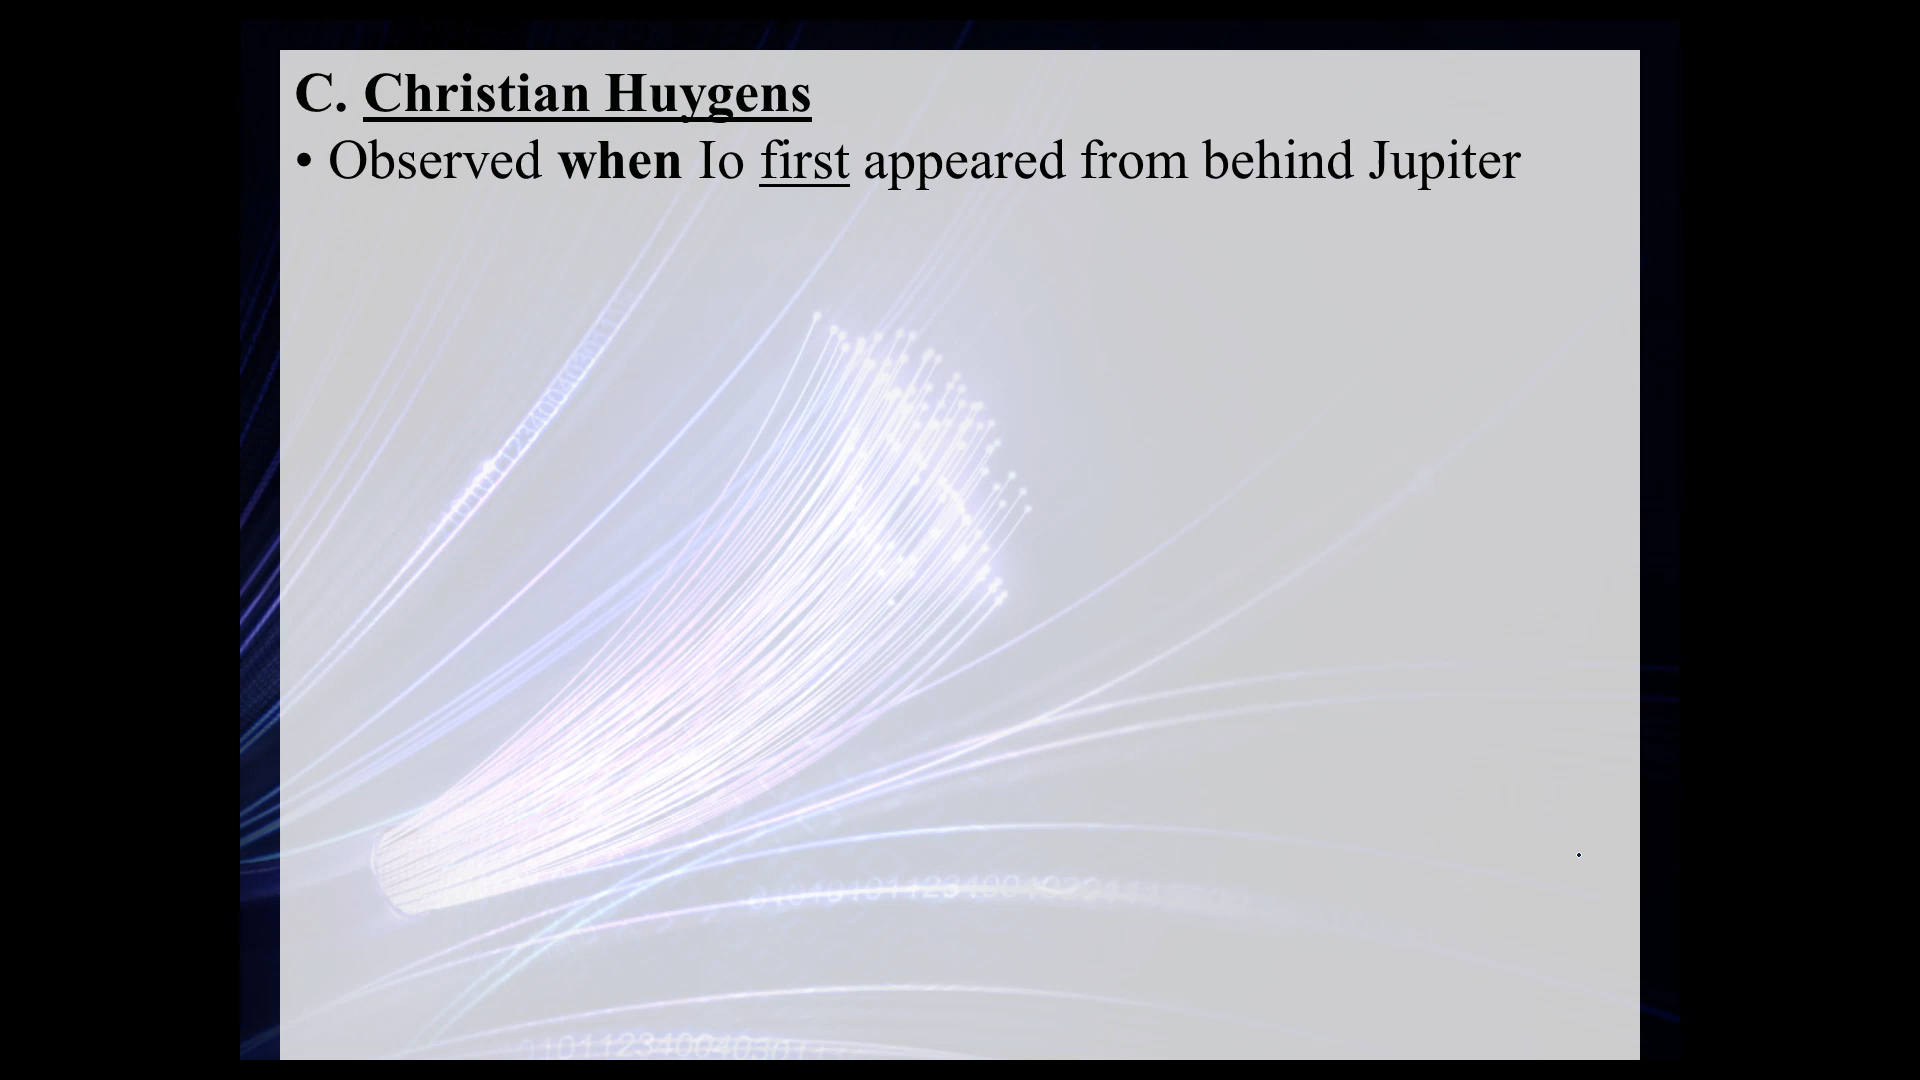 C. Christian Huygens
• Observed when Io first appeared from behind Jupiter